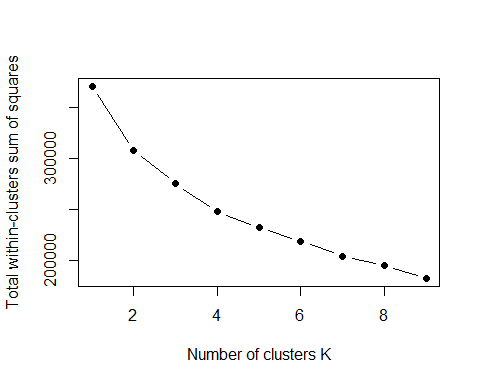 Total within-clusters sum of squares
300000
200000
2 4 6 8
Number of clusters K